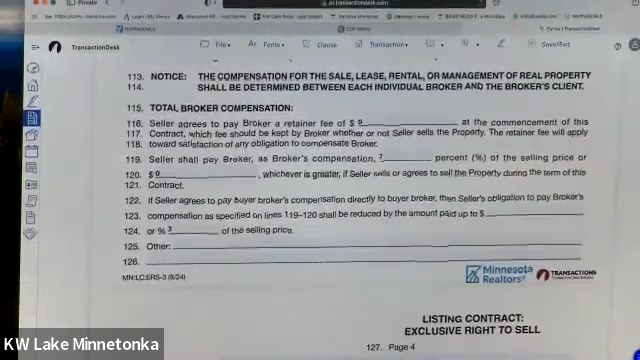 Private
pt.transactiondesk.com
TransactionDesk
File
Fonts
Clause
Transaction
Save/Exit
113. NOTICE: THE COMPENSATION FOR THE SALE, LEASE, RENTAL, OR MANAGEMENT OF REAL PROPERTY
114. SHALL BE DETERMINED BETWEEN EACH INDIVIDUAL BROKER AND THE BROKER'S CLIENT.
115. TOTAL BROKER COMPENSATION:
116. Seller agrees to pay Broker a retainer fee of $ 0 at the commencement of this
117. Contract, which fee should be kept by Broker whether or not Seller sells the Property. The retainer fee will apply
118. toward satisfaction of any obligation to compensate Broker.
119. Seller shall pay Broker, as Broker's compensation, 7 percent (%) of the selling price or
120. $ 0, whichever is greater, if Seller sells or agrees to sell the Property during the term of this
121. Contract.
122. If Seller agrees to pay buyer broker's compensation directly to buyer broker, then Seller's obligation to pay Broker's
123. compensation as specified on lines 119-120 shall be reduced by the amount paid up to $
124. or % 3 of the selling price.
125. Other:
126.
MN:LC:ERS-3 (8/24)
Minnesota Realtors®
TRANSACTIONS
LISTING CONTRACT:
EXCLUSIVE RIGHT TO SELL
127. Page 4
KW Lake Minnetonka